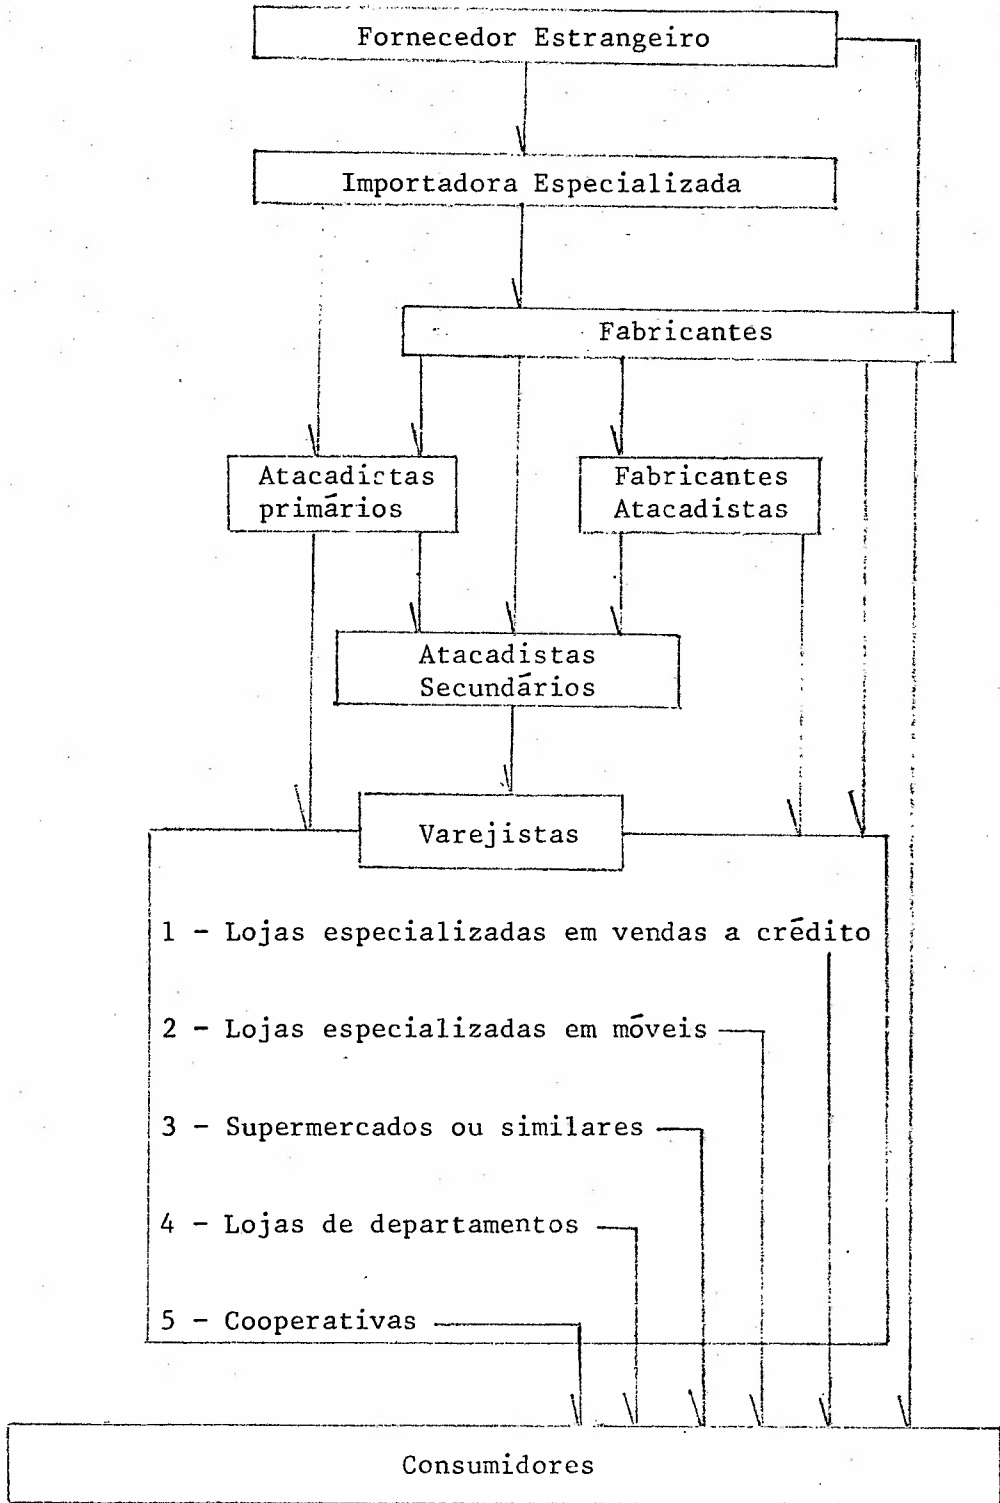 Fornecedor Estrangeiro
Importadora Especializada
Fabricantes
Atacadistas
primários
Fabricantes
Atacadistas
Atacadistas
Secundários
Varejistas
1 - Lojas especializadas em vendas a crédito
2 - Lojas especializadas em móveis
3 - Supermercados ou similares
4 - Lojas de departamentos
5 - Cooperativas
Consumidores